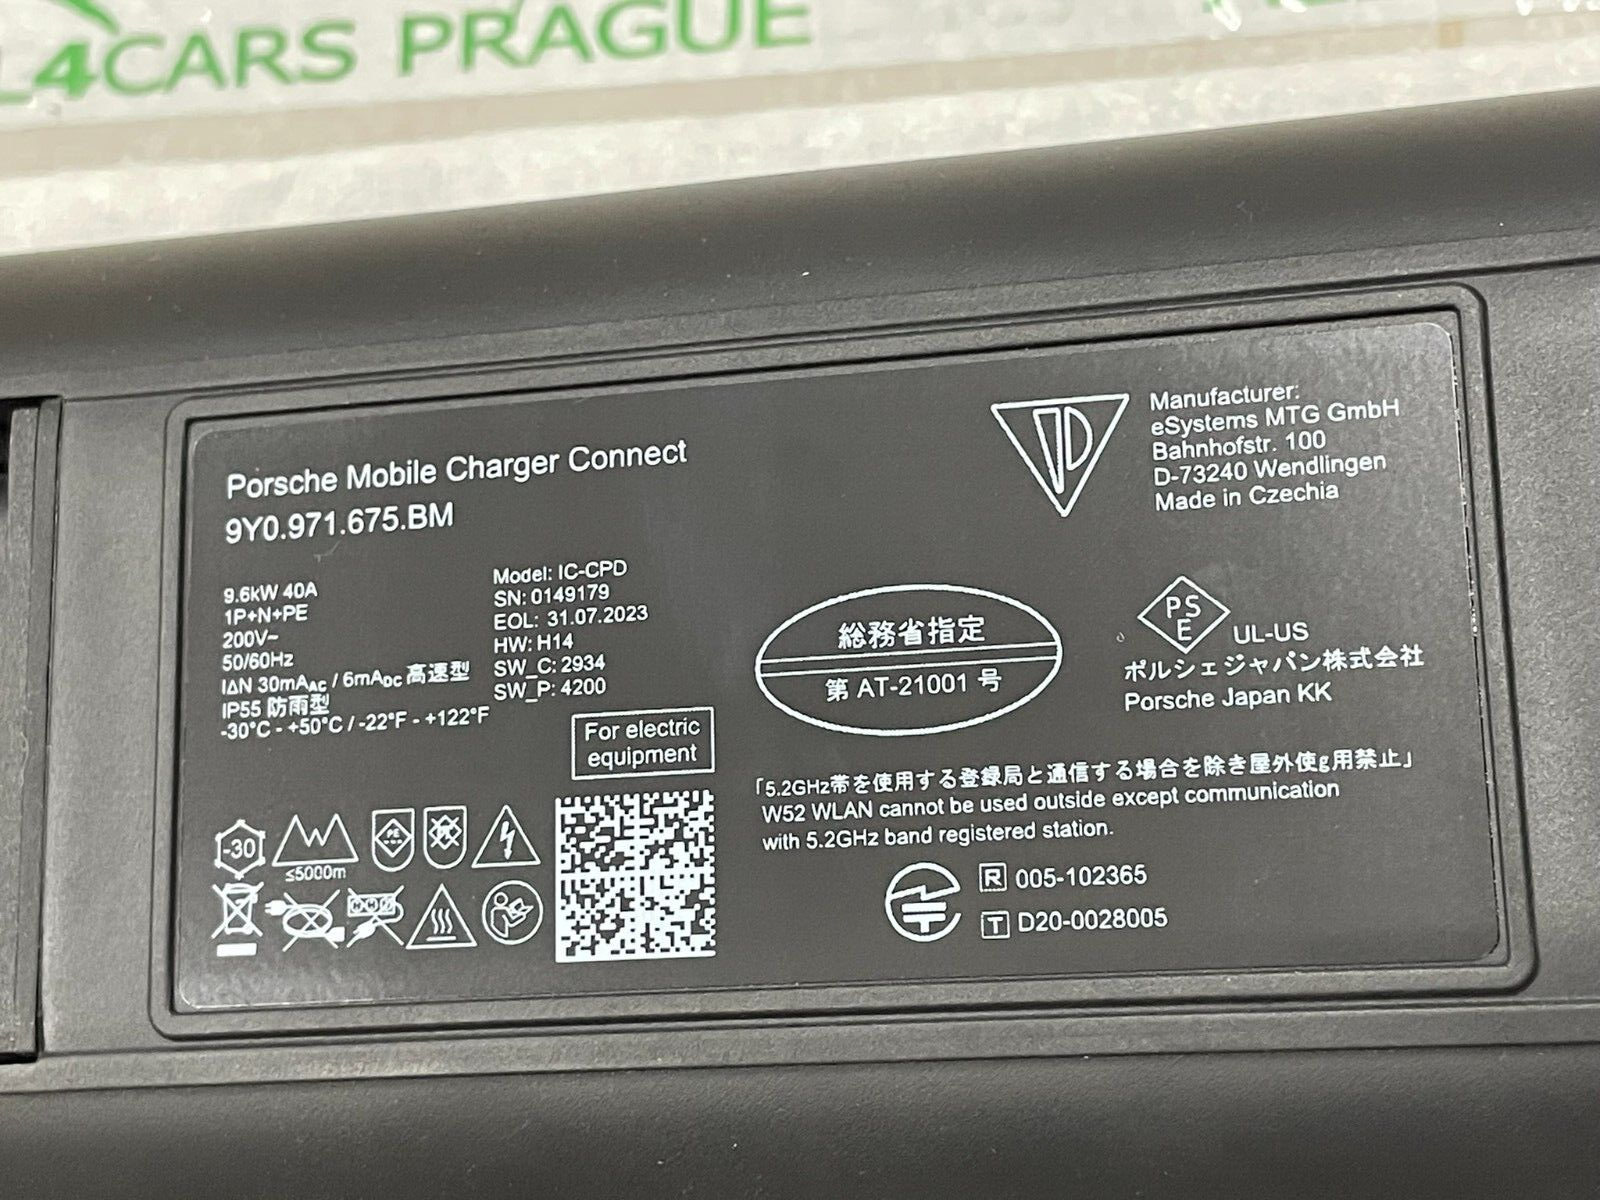 L4CARS PRAGUE
Porsche Mobile Charger Connect
9Y0.971.675.BM
9.6kW 40A
1P+N+PE
200V~
50/60Hz
IΔN 30mAAC / 6mADC 高速型
IP55 防雨型
-30°C - +50°C / -22°F - +122°F
Model: IC-CPD
SN: 0149179
EOL: 31.07.2023
HW: H14
SW_C: 2934
SW_P: 4200
For electric
equipment
-30
≤5000m
PE
Manufacturer:
eSystems MTG GmbH
Bahnhofstr. 100
D-73240 Wendlingen
Made in Czechia
総務省指定
第 AT-21001 号
PS
E
UL-US
ポルシェジャパン株式会社
Porsche Japan KK
「5.2GHz帯を使用する登録局と通信する場合を除き屋外使g用禁止」
W52 WLAN cannot be used outside except communication
with 5.2GHz band registered station.
R 005-102365
T D20-0028005